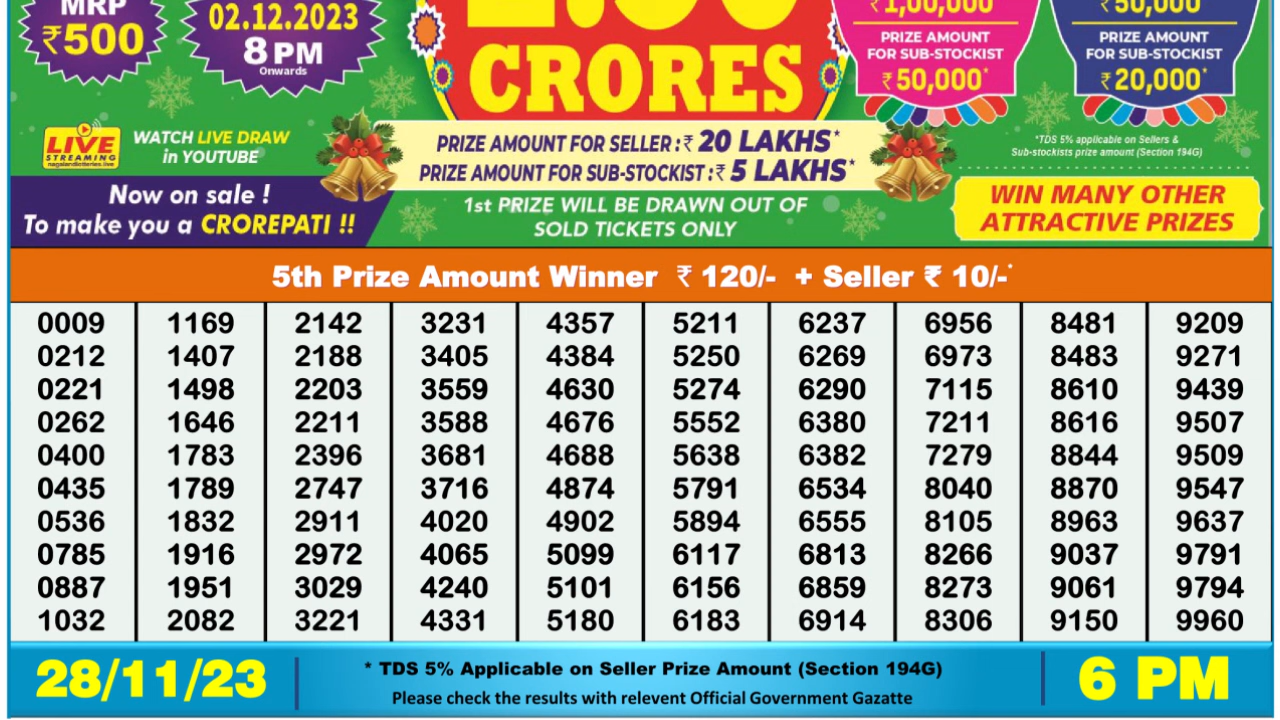 MRP
₹500
02.12.2023
8 PM
Onwards
CRORES
₹1,00,000
PRIZE AMOUNT
FOR SUB-STOCKIST
₹50,000*
₹50,000
PRIZE AMOUNT
FOR SUB-STOCKIST
₹20,000*
LIVE
STREAMING
nagalandlotteries.live
WATCH LIVE DRAW
in YOUTUBE
PRIZE AMOUNT FOR SELLER :₹ 20 LAKHS*
PRIZE AMOUNT FOR SUB-STOCKIST :₹ 5 LAKHS*
*TDS 5% applicable on Sellers &
Sub-stockists prize amount (Section 194G)
Now on sale !
To make you a CROREPATI !!
1st PRIZE WILL BE DRAWN OUT OF
SOLD TICKETS ONLY
WIN MANY OTHER
ATTRACTIVE PRIZES
5th Prize Amount Winner ₹ 120/- + Seller ₹ 10/-*
0009 1169 2142 3231 4357 5211 6237 6956 8481 9209
0212 1407 2188 3405 4384 5250 6269 6973 8483 9271
0221 1498 2203 3559 4630 5274 6290 7115 8610 9439
0262 1646 2211 3588 4676 5552 6380 7211 8616 9507
0400 1783 2396 3681 4688 5638 6382 7279 8844 9509
0435 1789 2747 3716 4874 5791 6534 8040 8870 9547
0536 1832 2911 4020 4902 5894 6555 8105 8963 9637
0785 1916 2972 4065 5099 6117 6813 8266 9037 9791
0887 1951 3029 4240 5101 6156 6859 8273 9061 9794
1032 2082 3221 4331 5180 6183 6914 8306 9150 9960
28/11/23
* TDS 5% Applicable on Seller Prize Amount (Section 194G)
Please check the results with relevent Official Government Gazatte
6 PM